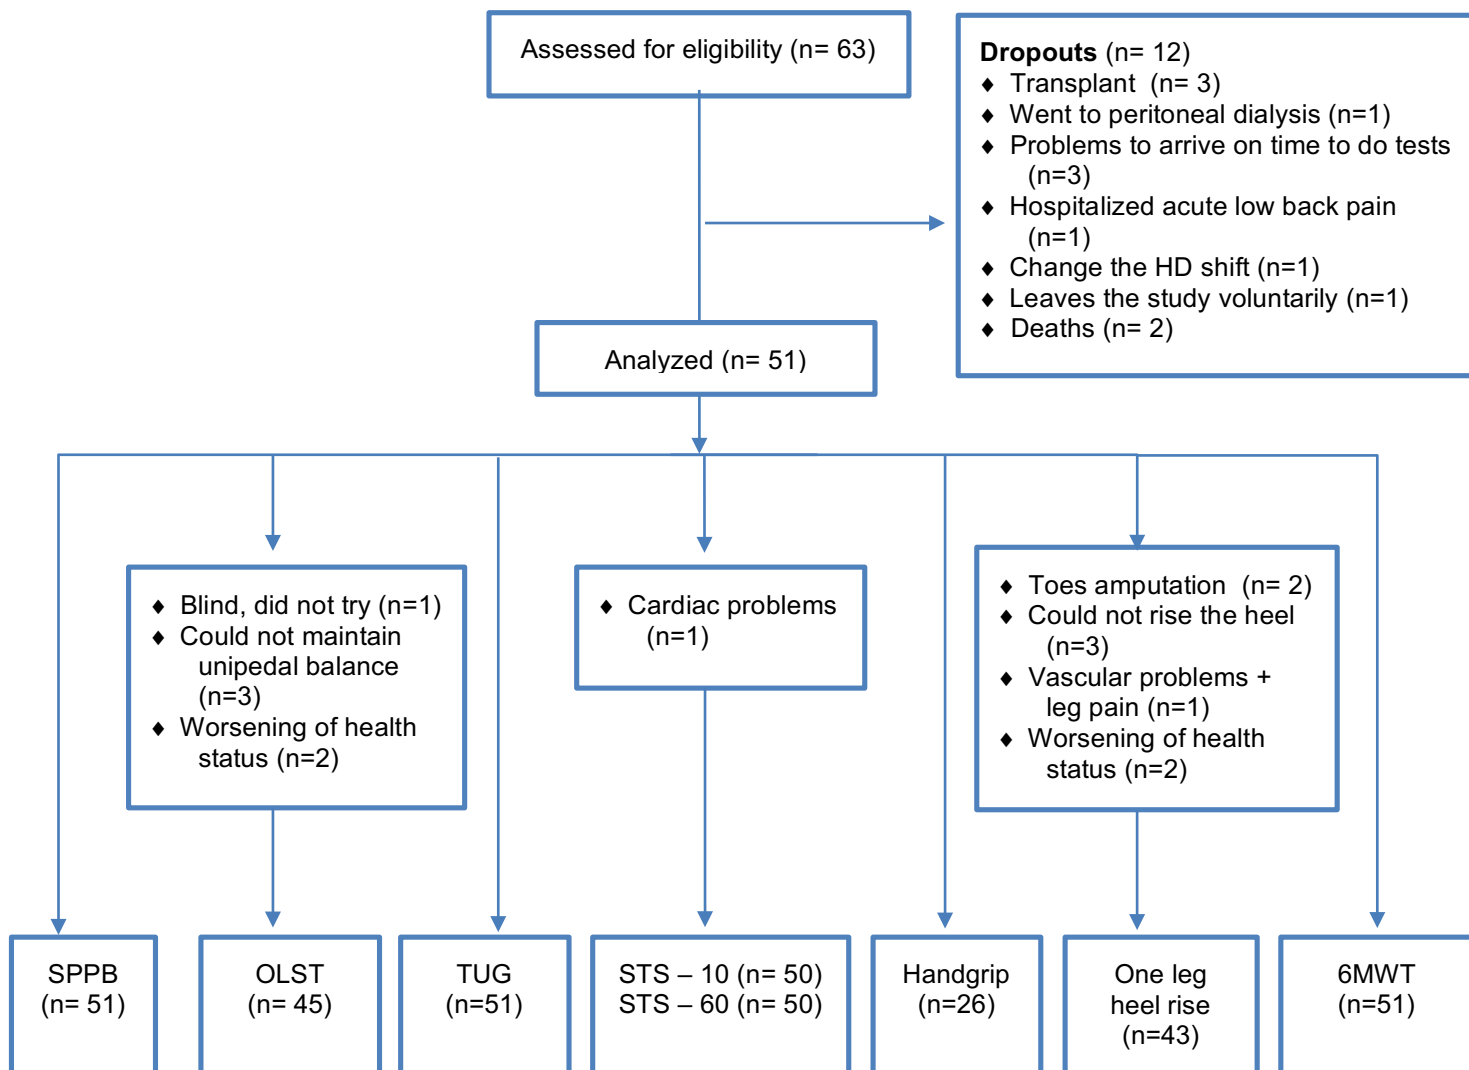 Assessed for eligibility (n= 63)
Dropouts (n= 12)
♦ Transplant (n= 3)
♦ Went to peritoneal dialysis (n=1)
♦ Problems to arrive on time to do tests
(n=3)
♦ Hospitalized acute low back pain
(n=1)
♦ Change the HD shift (n=1)
♦ Leaves the study voluntarily (n=1)
♦ Deaths (n= 2)
Analyzed (n= 51)
♦ Blind, did not try (n=1)
♦ Could not maintain
unipedal balance
(n=3)
♦ Worsening of health
status (n=2)
♦ Cardiac problems
(n=1)
♦ Toes amputation (n= 2)
♦ Could not rise the heel
(n=3)
♦ Vascular problems +
leg pain (n=1)
♦ Worsening of health
status (n=2)
SPPB
(n= 51)
OLST
(n= 45)
TUG
(n=51)
STS – 10 (n= 50)
STS – 60 (n= 50)
Handgrip
(n=26)
One leg
heel rise
(n=43)
6MWT
(n=51)